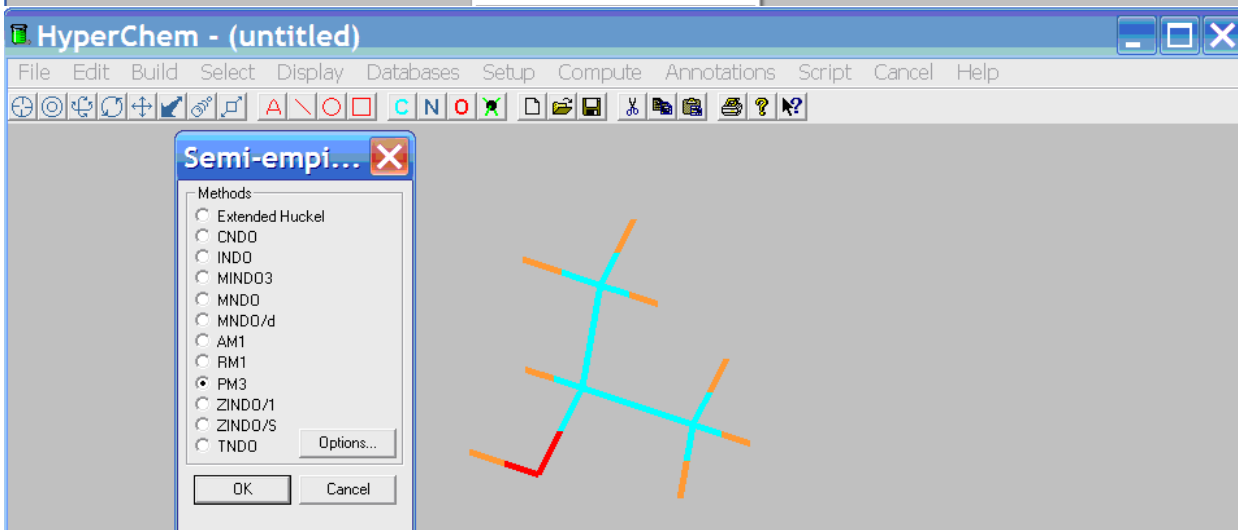 HyperChem - (untitled)
File Edit Build Select Display Databases Setup Compute Annotations Script Cancel Help
A C N O ? ?
Semi-empi...
Methods
Extended Huckel
CNDO
INDO
MINDO3
MNDO
MNDO/d
AM1
RM1
PM3
ZINDO/1
ZINDO/S
TNDO
Options...
OK Cancel